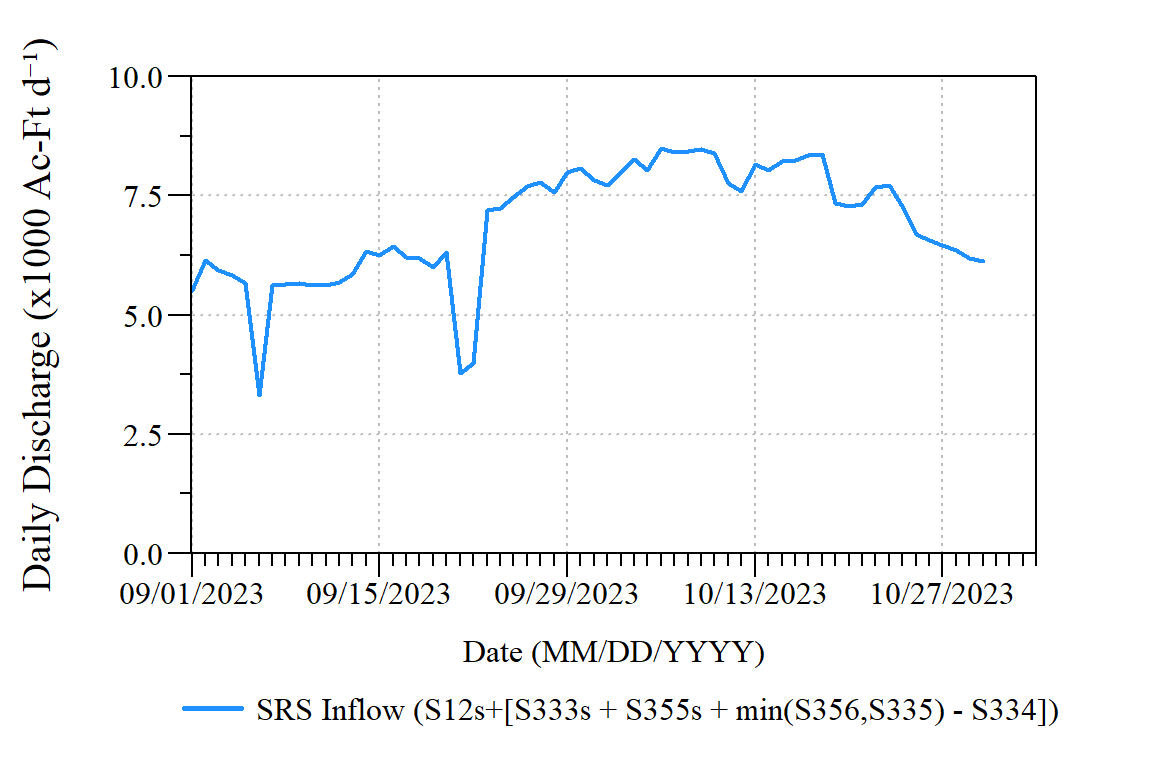 Daily Discharge (x1000 Ac-Ft d⁻¹)
10.0
7.5
5.0
2.5
0.0
09/01/2023 09/15/2023 09/29/2023 10/13/2023 10/27/2023
Date (MM/DD/YYYY)
SRS Inflow (S12s+[S333s + S355s + min(S356,S335) - S334])